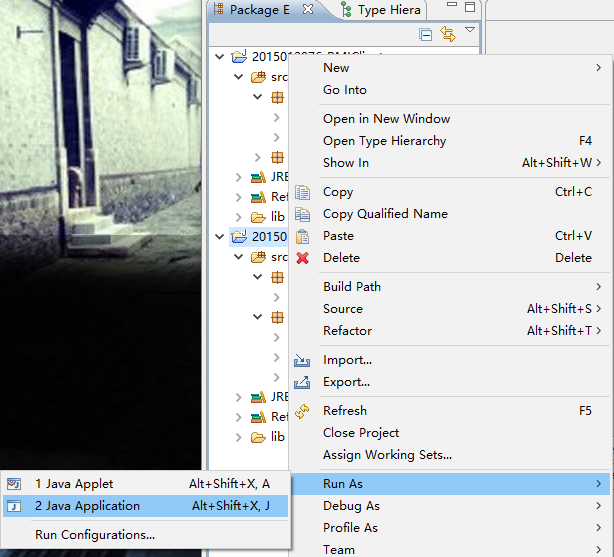 Package E
Type Hiera
2015012076-RMIClient
src
JRE
Ref
lib
20150
src
JRE
Ref
lib
New
Go Into
Open in New Window
Open Type Hierarchy F4
Show In Alt+Shift+W
Copy Ctrl+C
Copy Qualified Name
Paste Ctrl+V
Delete Delete
Build Path
Source Alt+Shift+S
Refactor Alt+Shift+T
Import...
Export...
Refresh F5
Close Project
Assign Working Sets...
Run As
Debug As
Profile As
Team
1 Java Applet Alt+Shift+X, A
2 Java Application Alt+Shift+X, J
Run Configurations...